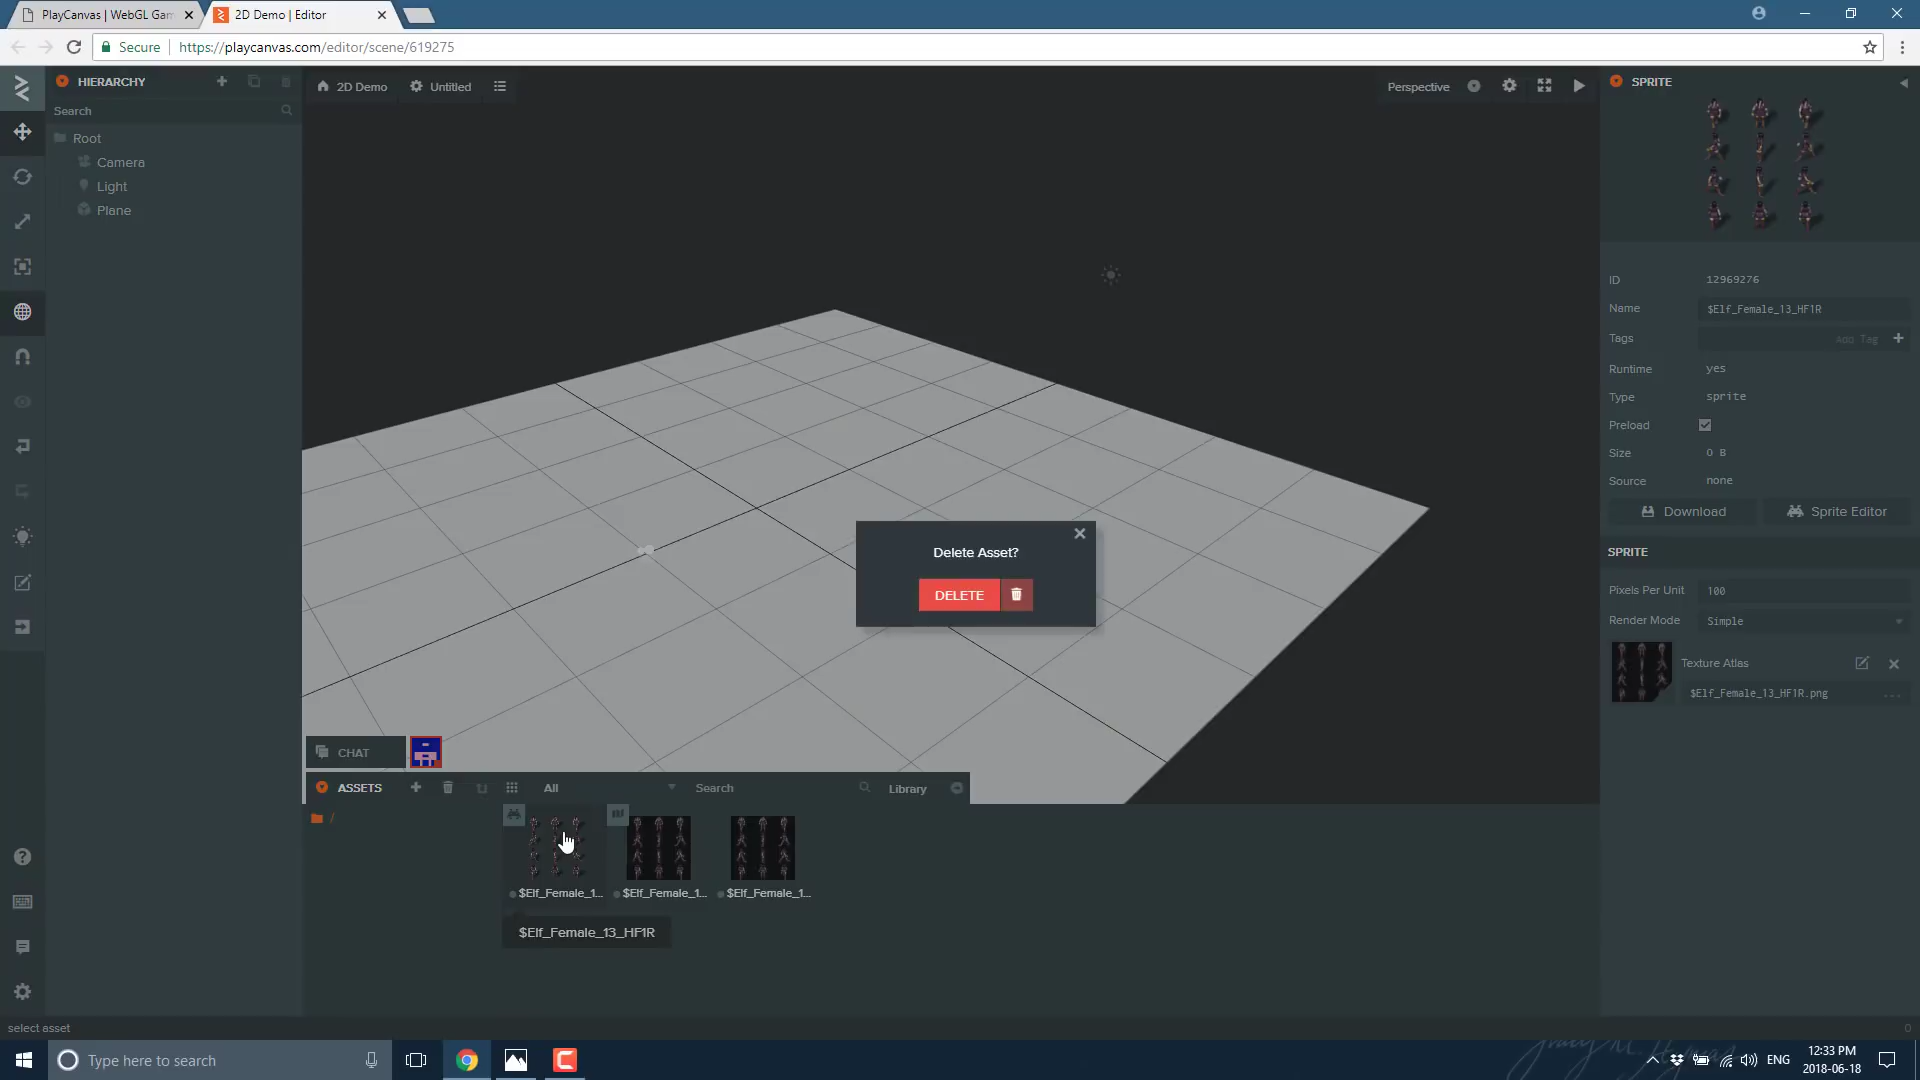 PlayCanvas | WebGL Gam
2D Demo | Editor
Secure
https://playcanvas.com/editor/scene/619275
HIERARCHY
Search
Root
Camera
Light
Plane
2D Demo
Untitled
Perspective
SPRITE
ID
12969276
Name
$Elf_Female_13_HF1R
Tags
Add Tag
Runtime
yes
Type
sprite
Preload
Size
0 B
Source
none
Download
Sprite Editor
SPRITE
Pixels Per Unit
100
Render Mode
Simple
Texture Atlas
$Elf_Female_13_HF1R.png
...
Delete Asset?
DELETE
CHAT
ASSETS
All
Search
Library
/
$Elf_Female_1...
$Elf_Female_1...
$Elf_Female_1...
$Elf_Female_13_HF1R
select asset
0
Type here to search
ENG
12:33 PM
2018-06-18